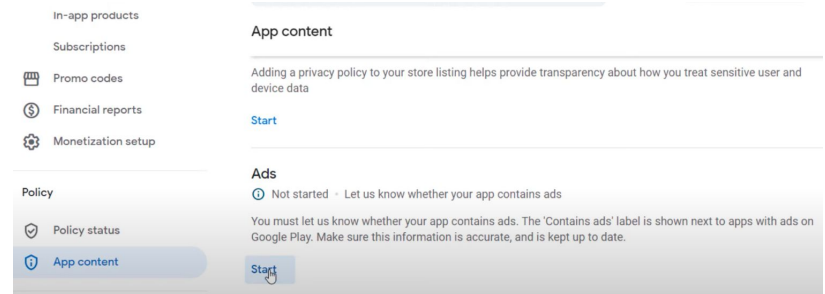 In-app products
Subscriptions
Promo codes
Financial reports
Monetization setup
Policy
Policy status
App content
App content
Adding a privacy policy to your store listing helps provide transparency about how you treat sensitive user and
device data
Start
Ads
Not started • Let us know whether your app contains ads
You must let us know whether your app contains ads. The 'Contains ads' label is shown next to apps with ads on
Google Play. Make sure this information is accurate, and is kept up to date.
Start